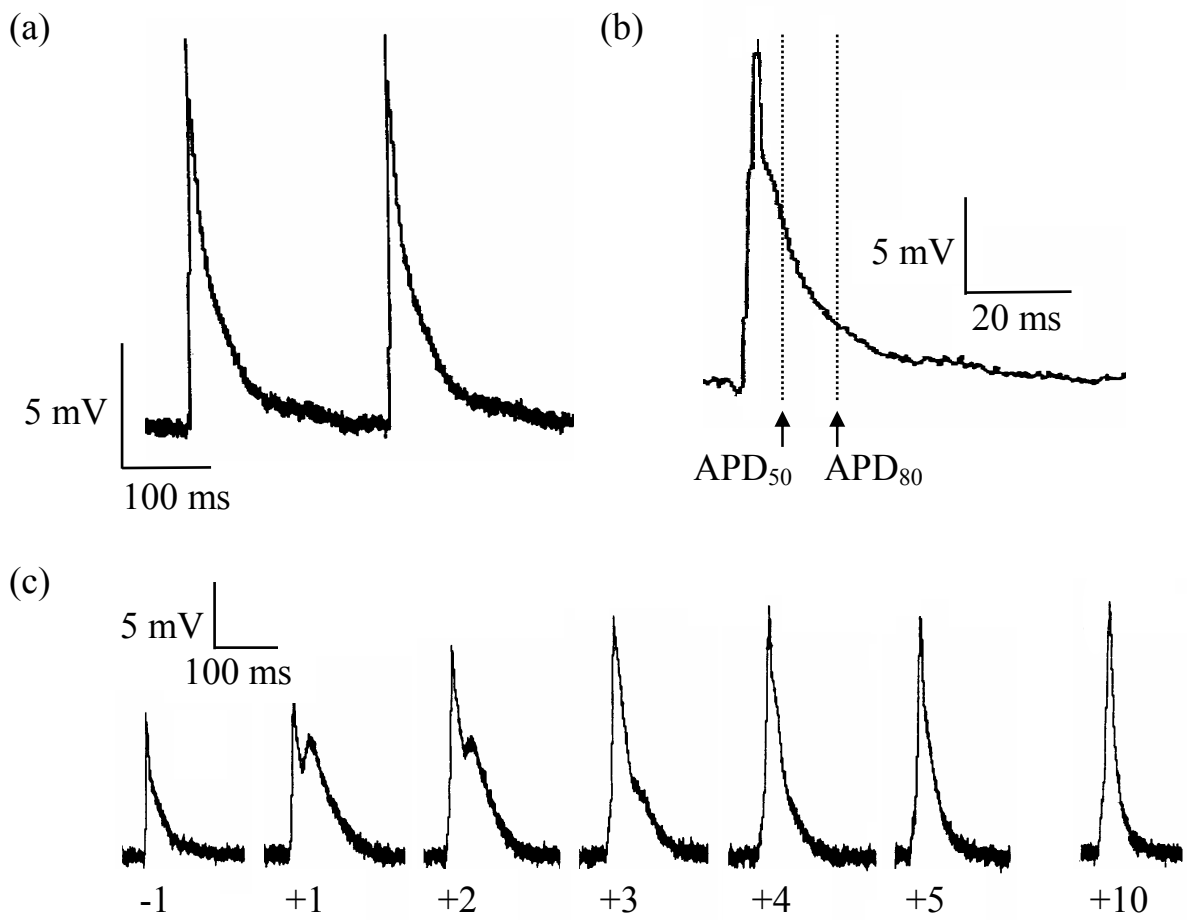 (a)
5 mV
100 ms
(b)
5 mV
20 ms
APD₅₀ APD₈₀
(c)
5 mV
100 ms
-1 +1 +2 +3 +4 +5 +10